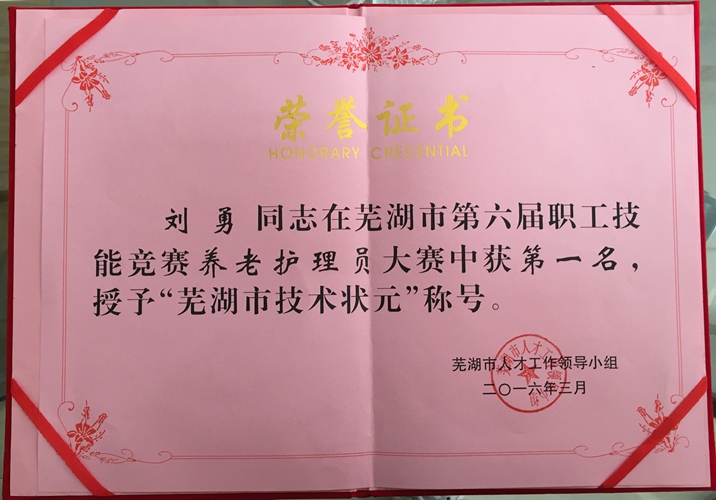 荣誉证书
HONORARY CREDENTIAL
刘勇 同志在芜湖市第六届职工技
能竞赛养老护理员大赛中获第一名，
授予“芜湖市技术状元”称号。
芜湖市人才工作领导小组
二〇一六年三月